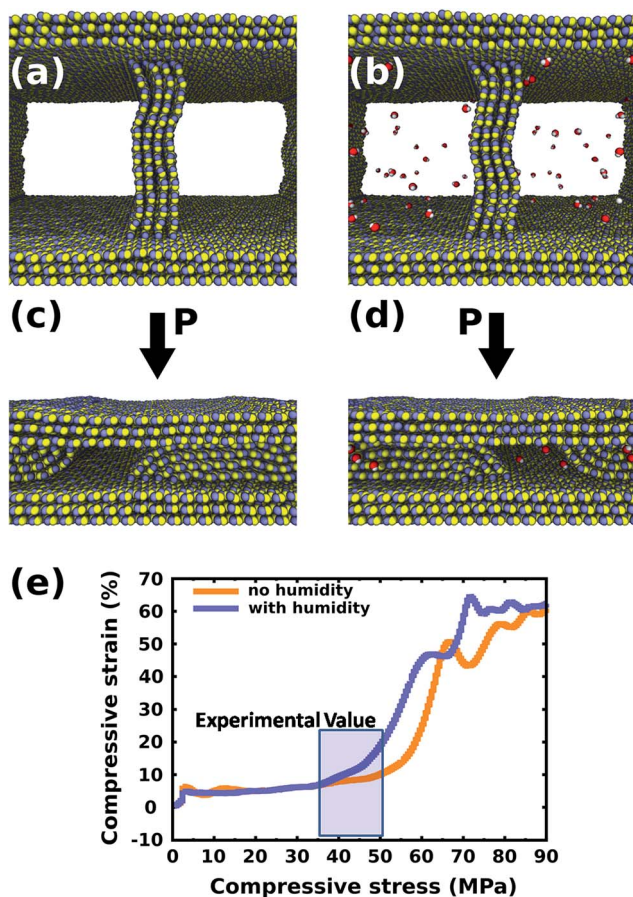 (a)
(b)
(c)
P
(d)
P
(e)
Compressive strain (%)
70
60
50
40
30
20
10
0
-10
no humidity
with humidity
Experimental Value
0 10 20 30 40 50 60 70 80 90
Compressive stress (MPa)